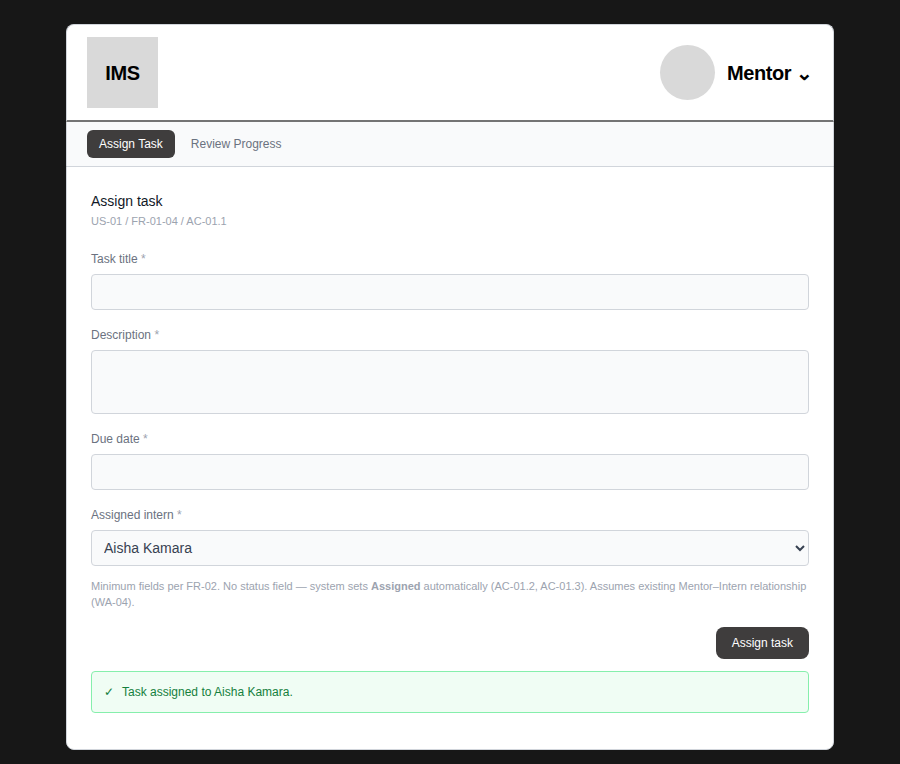 IMS
Mentor
Assign Task
Review Progress
Assign task
US-01 / FR-01-04 / AC-01.1
Task title *
Description *
Due date *
Assigned intern *
Aisha Kamara
Minimum fields per FR-02. No status field — system sets Assigned automatically (AC-01.2, AC-01.3). Assumes existing Mentor–Intern relationship
(WA-04).
Assign task
✓ Task assigned to Aisha Kamara.